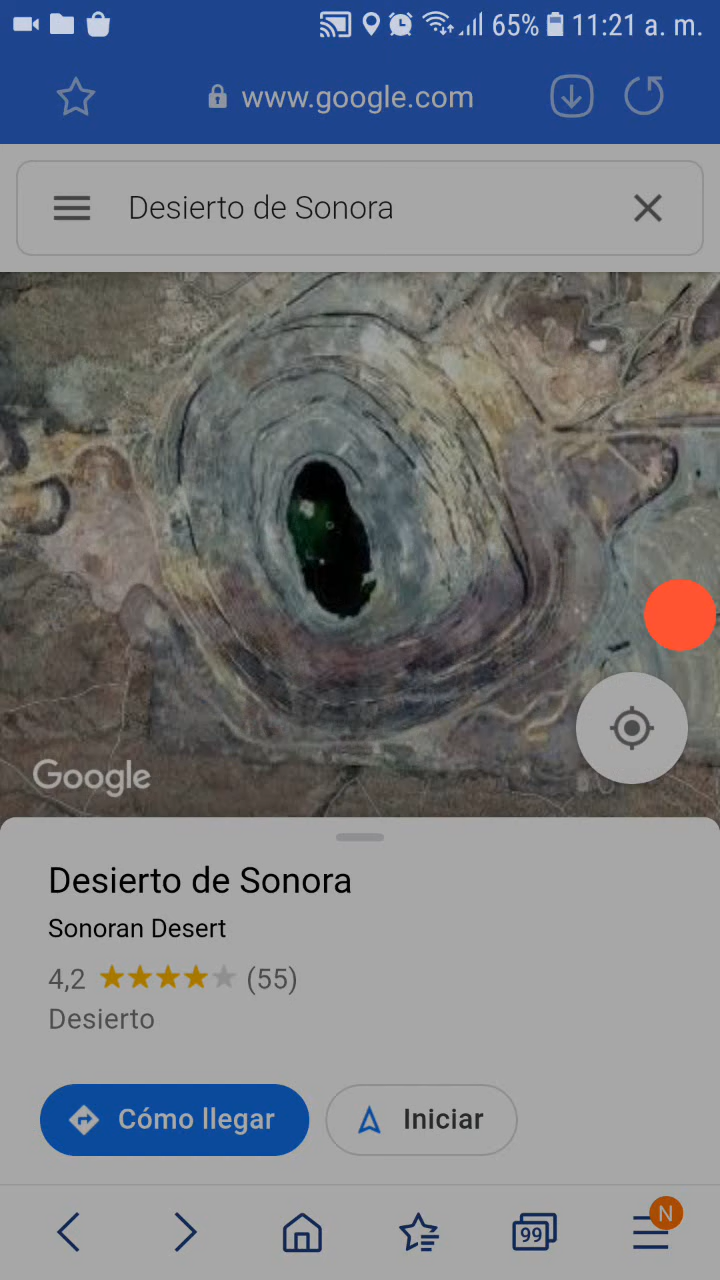 65% 11:21 a. m.
www.google.com
Desierto de Sonora
Google
Desierto de Sonora
Sonoran Desert
4,2 (55)
Desierto
Cómo llegar
Iniciar
99
N